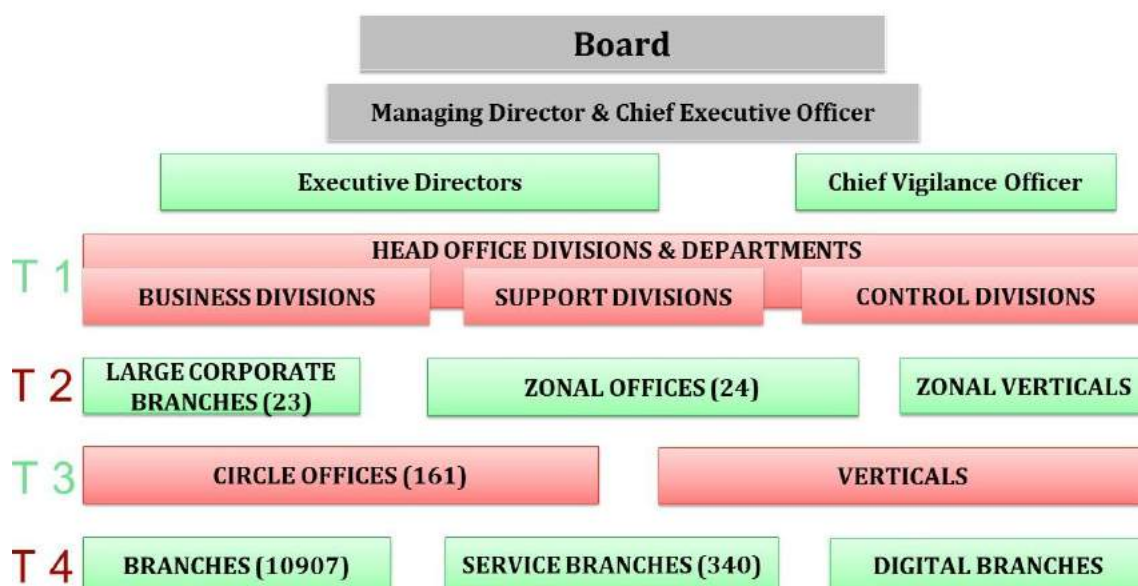 Board
Managing Director & Chief Executive Officer
Executive Directors
Chief Vigilance Officer
T 1
HEAD OFFICE DIVISIONS & DEPARTMENTS
BUSINESS DIVISIONS
SUPPORT DIVISIONS
CONTROL DIVISIONS
T 2
LARGE CORPORATE
BRANCHES (23)
ZONAL OFFICES (24)
ZONAL VERTICALS
T 3
CIRCLE OFFICES (161)
VERTICALS
T 4
BRANCHES (10907)
SERVICE BRANCHES (340)
DIGITAL BRANCHES